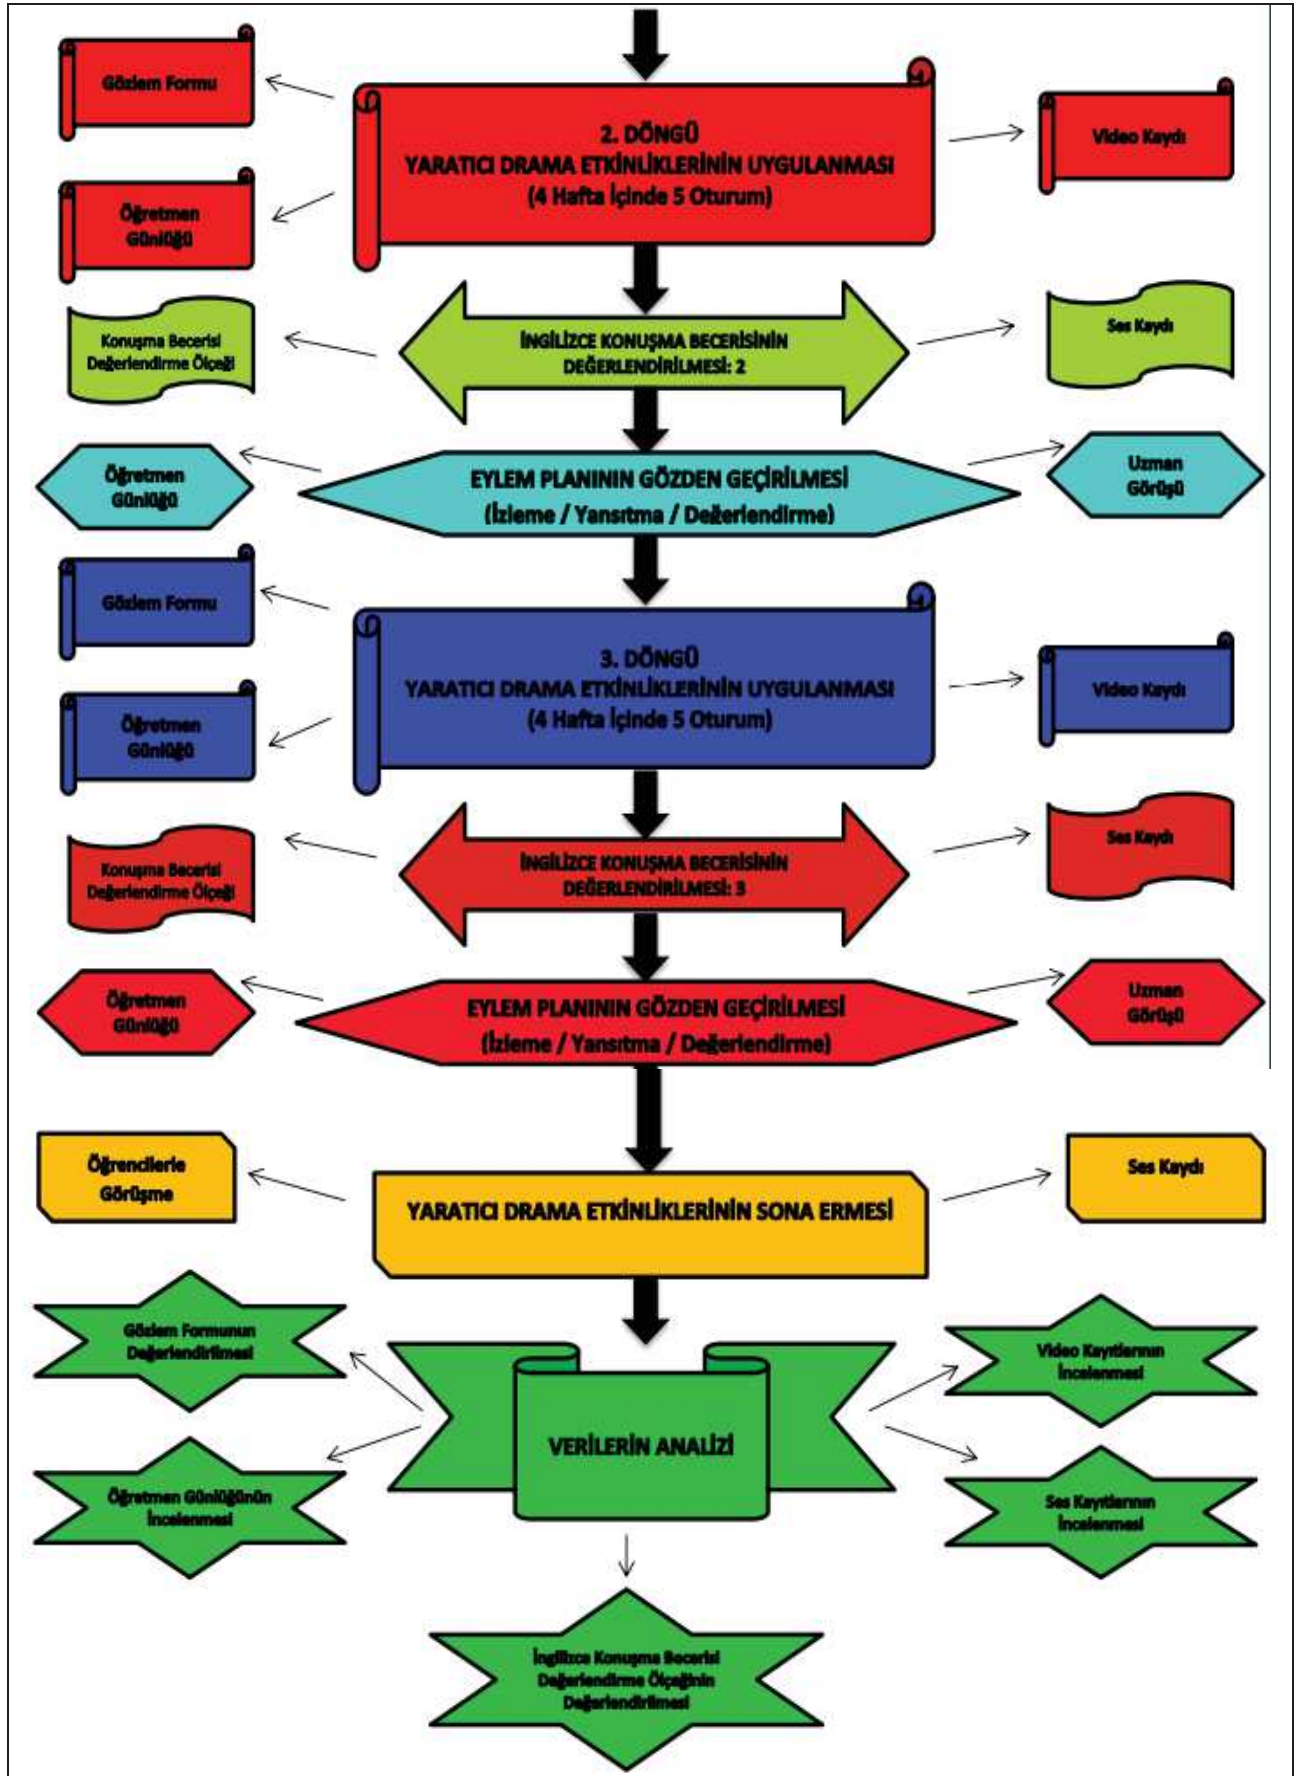 Gözlem Formu
2. DÖNGÜ
YARATICI DRAMA ETKİNLİKLERİNİN UYGULANMASI
(4 Hafta İçinde 5 Oturum)
Video Kaydı
Öğretmen
Günlüğü
Konuşma Becerisi
Değerlendirme Ölçeği
İNGİLİZCE KONUŞMA BECERİSİNİN
DEĞERLENDİRİLMESİ: 2
Ses Kaydı
Öğretmen
Günlüğü
EYLEM PLANININ GÖZDEN GEÇİRİLMESİ
(İzleme / Yansıtma / Değerlendirme)
Uzman
Görüşü
Gözlem Formu
3. DÖNGÜ
YARATICI DRAMA ETKİNLİKLERİNİN UYGULANMASI
(4 Hafta İçinde 5 Oturum)
Video Kaydı
Öğretmen
Günlüğü
Konuşma Becerisi
Değerlendirme Ölçeği
İNGİLİZCE KONUŞMA BECERİSİNİN
DEĞERLENDİRİLMESİ: 3
Ses Kaydı
Öğretmen
Günlüğü
EYLEM PLANININ GÖZDEN GEÇİRİLMESİ
(İzleme / Yansıtma / Değerlendirme)
Uzman
Görüşü
Öğrencilerle
Görüşme
YARATICI DRAMA ETKİNLİKLERİNİN SONA ERMESİ
Ses Kaydı
Gözlem Formunun
Değerlendirilmesi
Video Kayıtlarının
İncelenmesi
VERİLERİN ANALİZİ
Öğretmen Günlüğünün
İncelenmesi
Ses Kayıtlarının
İncelenmesi
İngilizce Konuşma Becerisi
Değerlendirme Ölçeğinin
Değerlendirilmesi